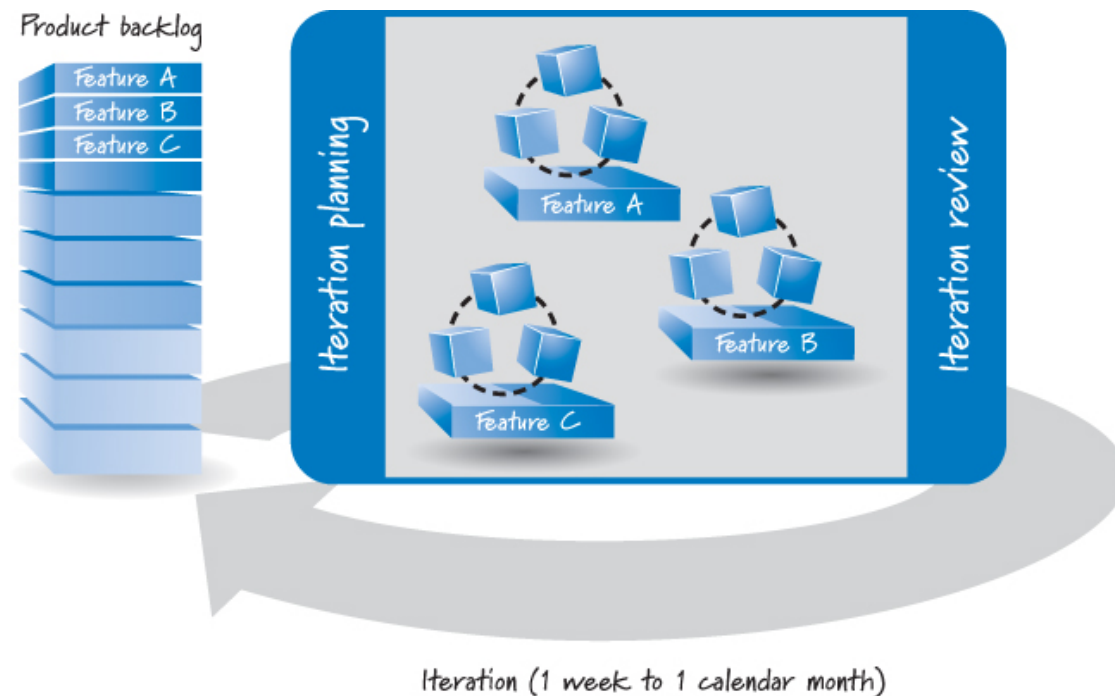 Product backlog
Feature A
Feature B
Feature C
Iteration planning
Feature A
Feature B
Feature C
Iteration review
Iteration (1 week to 1 calendar month)